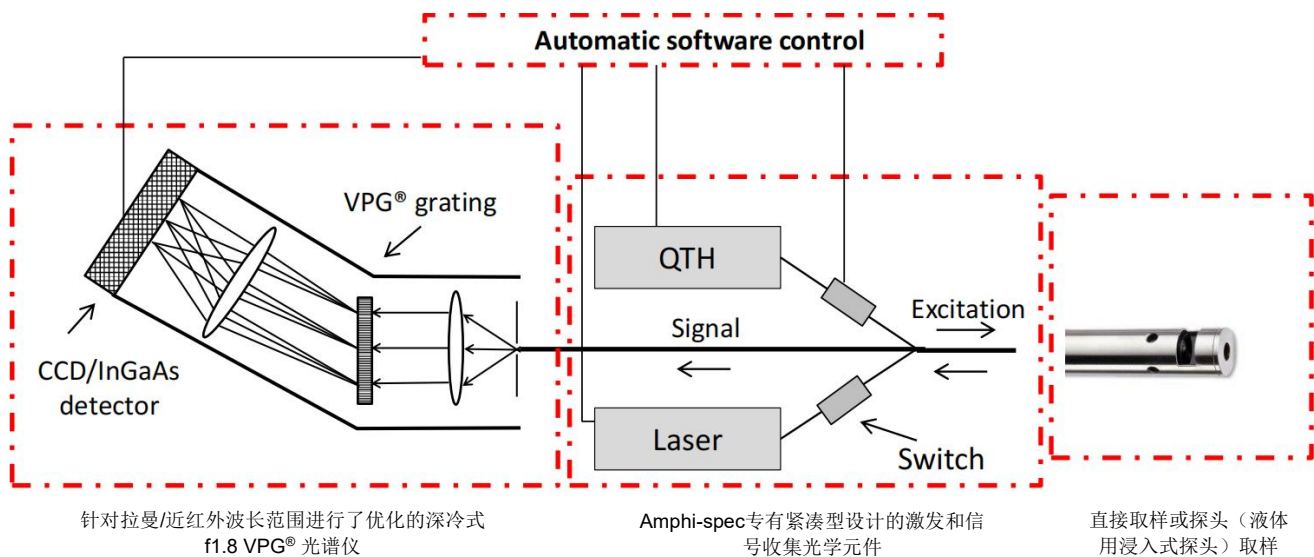 Automatic software control
VPG® grating
QTH
Excitation
Signal
CCD/InGaAs
detector
Laser
Switch
针对拉曼/近红外波长范围进行了优化的深冷式
f1.8 VPG® 光谱仪
Amphi-spec专有紧凑型设计的激发和信
号收集光学元件
直接取样或探头（液体
用浸入式探头）取样